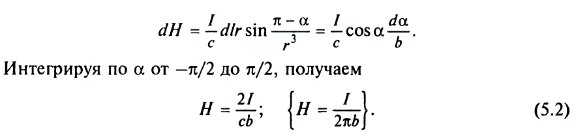 dH = I/c dlr sin (π − α)/r³ = I/c cos α dα/b.
Интегрируя по α от −π/2 до π/2, получаем
H = 2I/cb; {H = I/2πb}. (5.2)